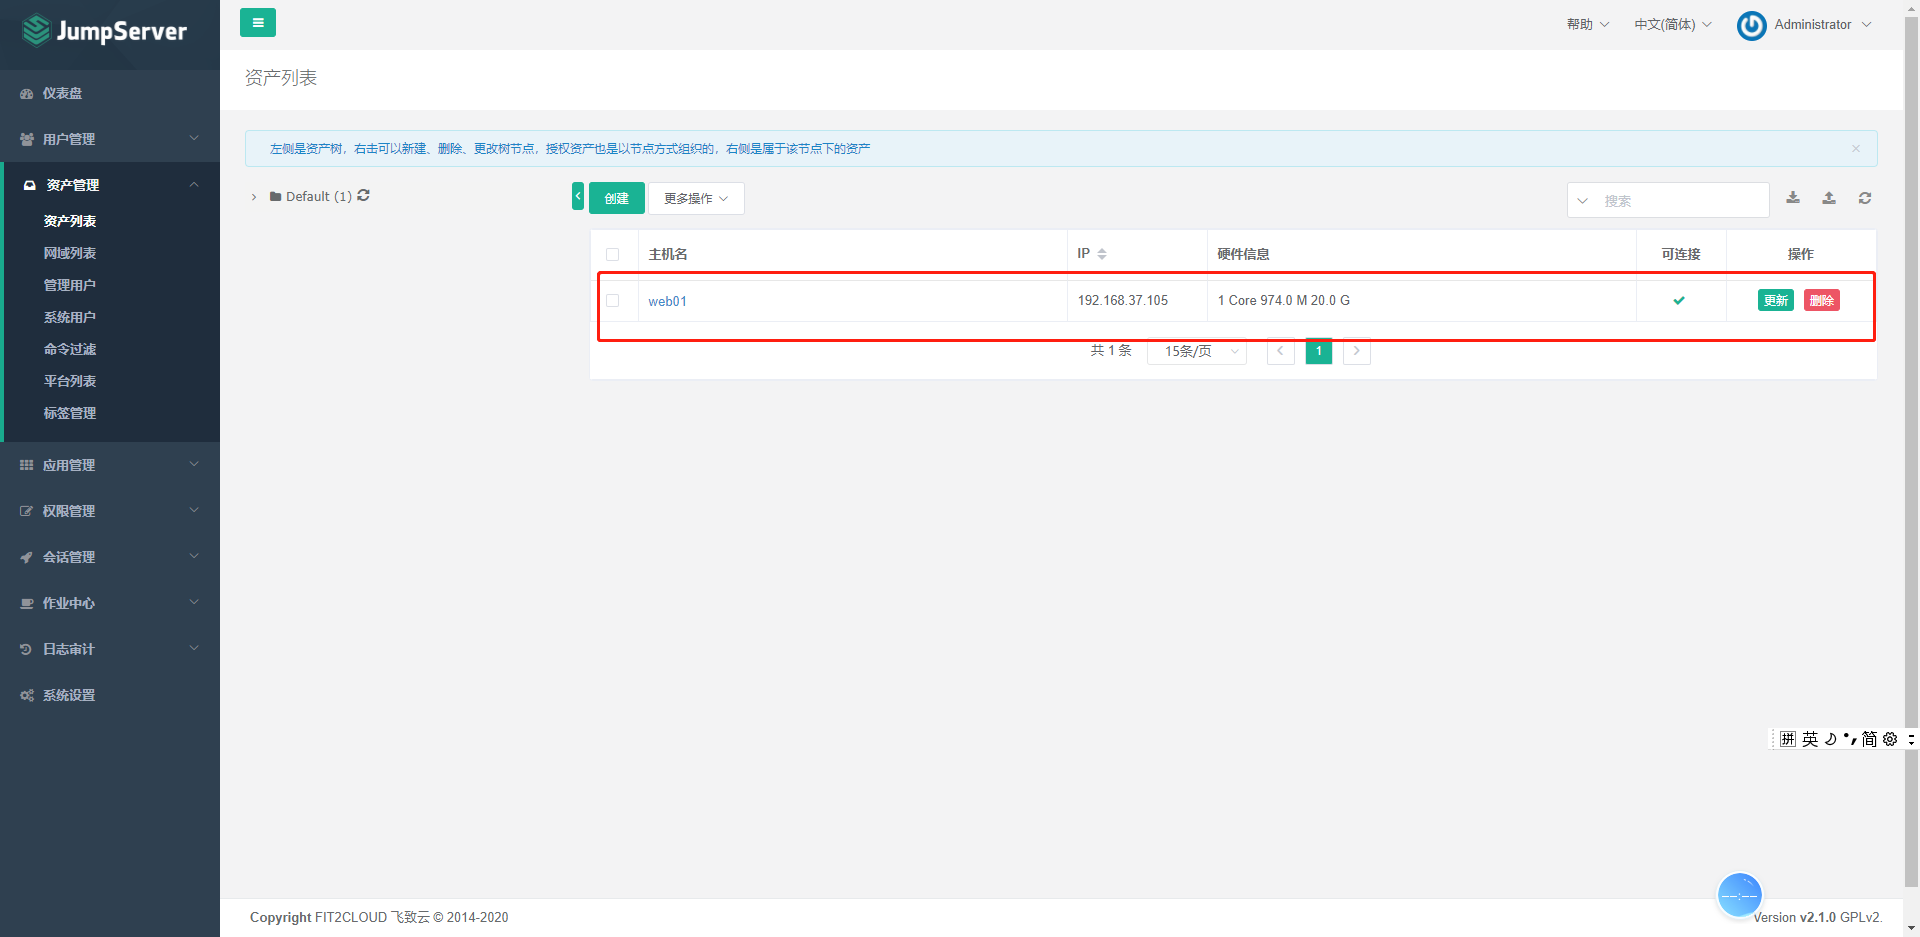 JumpServer
帮助
中文(简体)
Administrator
仪表盘
用户管理
资产管理
资产列表
网域列表
管理用户
系统用户
命令过滤
平台列表
标签管理
应用管理
权限管理
会话管理
作业中心
日志审计
系统设置
资产列表
左侧是资产树，右击可以新建、删除、更改树节点，授权资产也是以节点方式组织的，右侧是属于该节点下的资产
Default (1)
创建
更多操作
搜索
主机名 IP 硬件信息 可连接 操作
web01 192.168.37.105 1 Core 974.0 M 20.0 G 更新 删除
共 1 条 15条/页 1
拼 英 简
Copyright FIT2CLOUD 飞致云 © 2014-2020
Version v2.1.0 GPLv2.